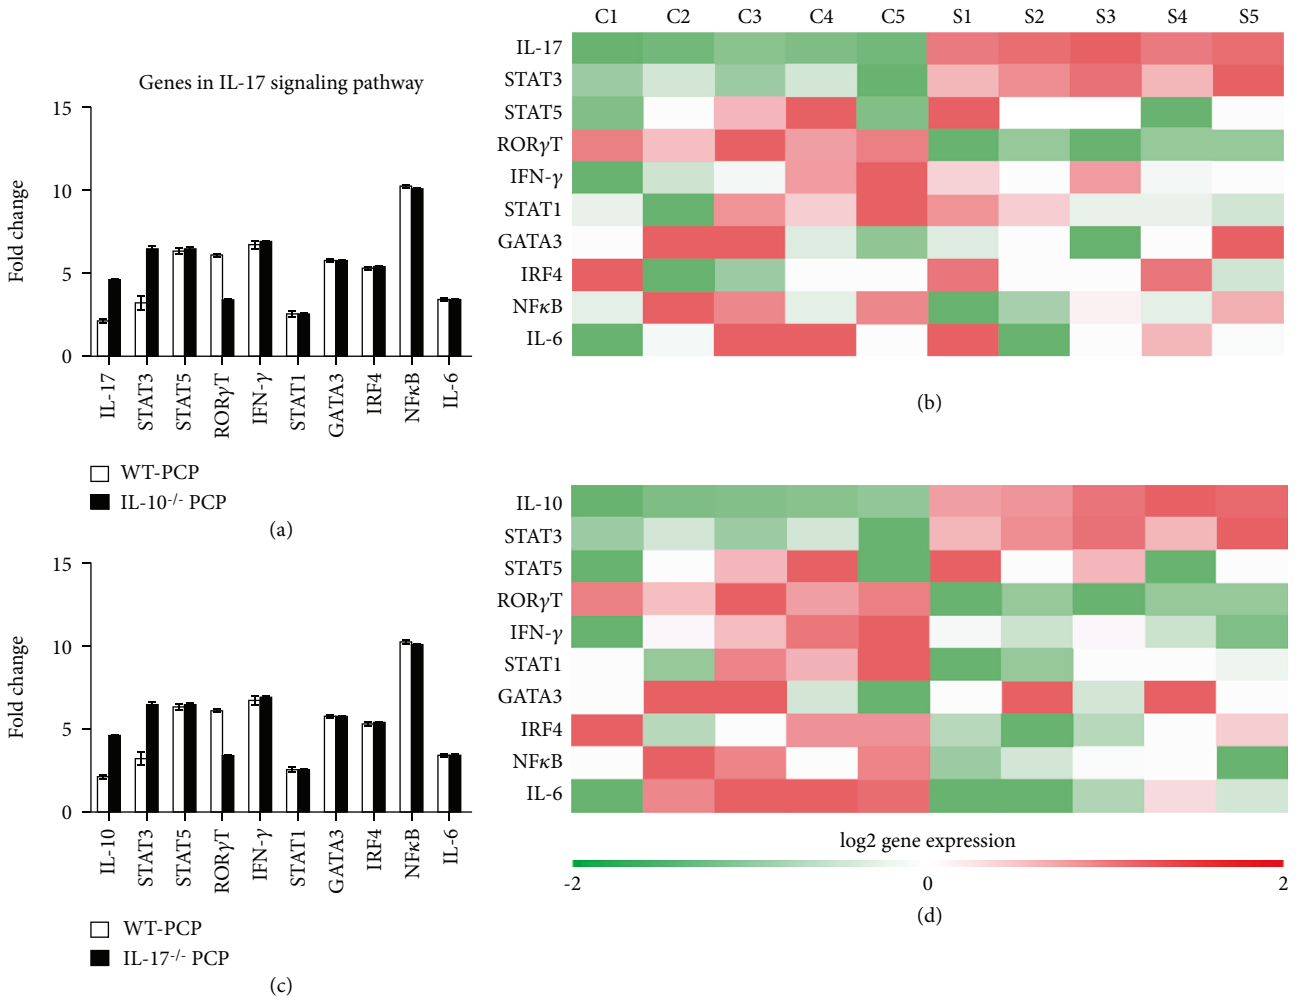 (a)
Genes in IL-17 signaling pathway
Fold change
15
10
5
0
IL-17
STAT3
STAT5
RORγT
IFN-γ
STAT1
GATA3
IRF4
NFκB
IL-6
WT-PCP
IL-10-/- PCP
C1 C2 C3 C4 C5 S1 S2 S3 S4 S5
IL-17
STAT3
STAT5
RORγT
IFN-γ
STAT1
GATA3
IRF4
NFκB
IL-6
(b)
Fold change
15
10
5
0
IL-10
STAT3
STAT5
RORγT
IFN-γ
STAT1
GATA3
IRF4
NFκB
IL-6
WT-PCP
IL-17-/- PCP
(c)
IL-10
STAT3
STAT5
RORγT
IFN-γ
STAT1
GATA3
IRF4
NFκB
IL-6
log2 gene expression
-2 0 2
(d)